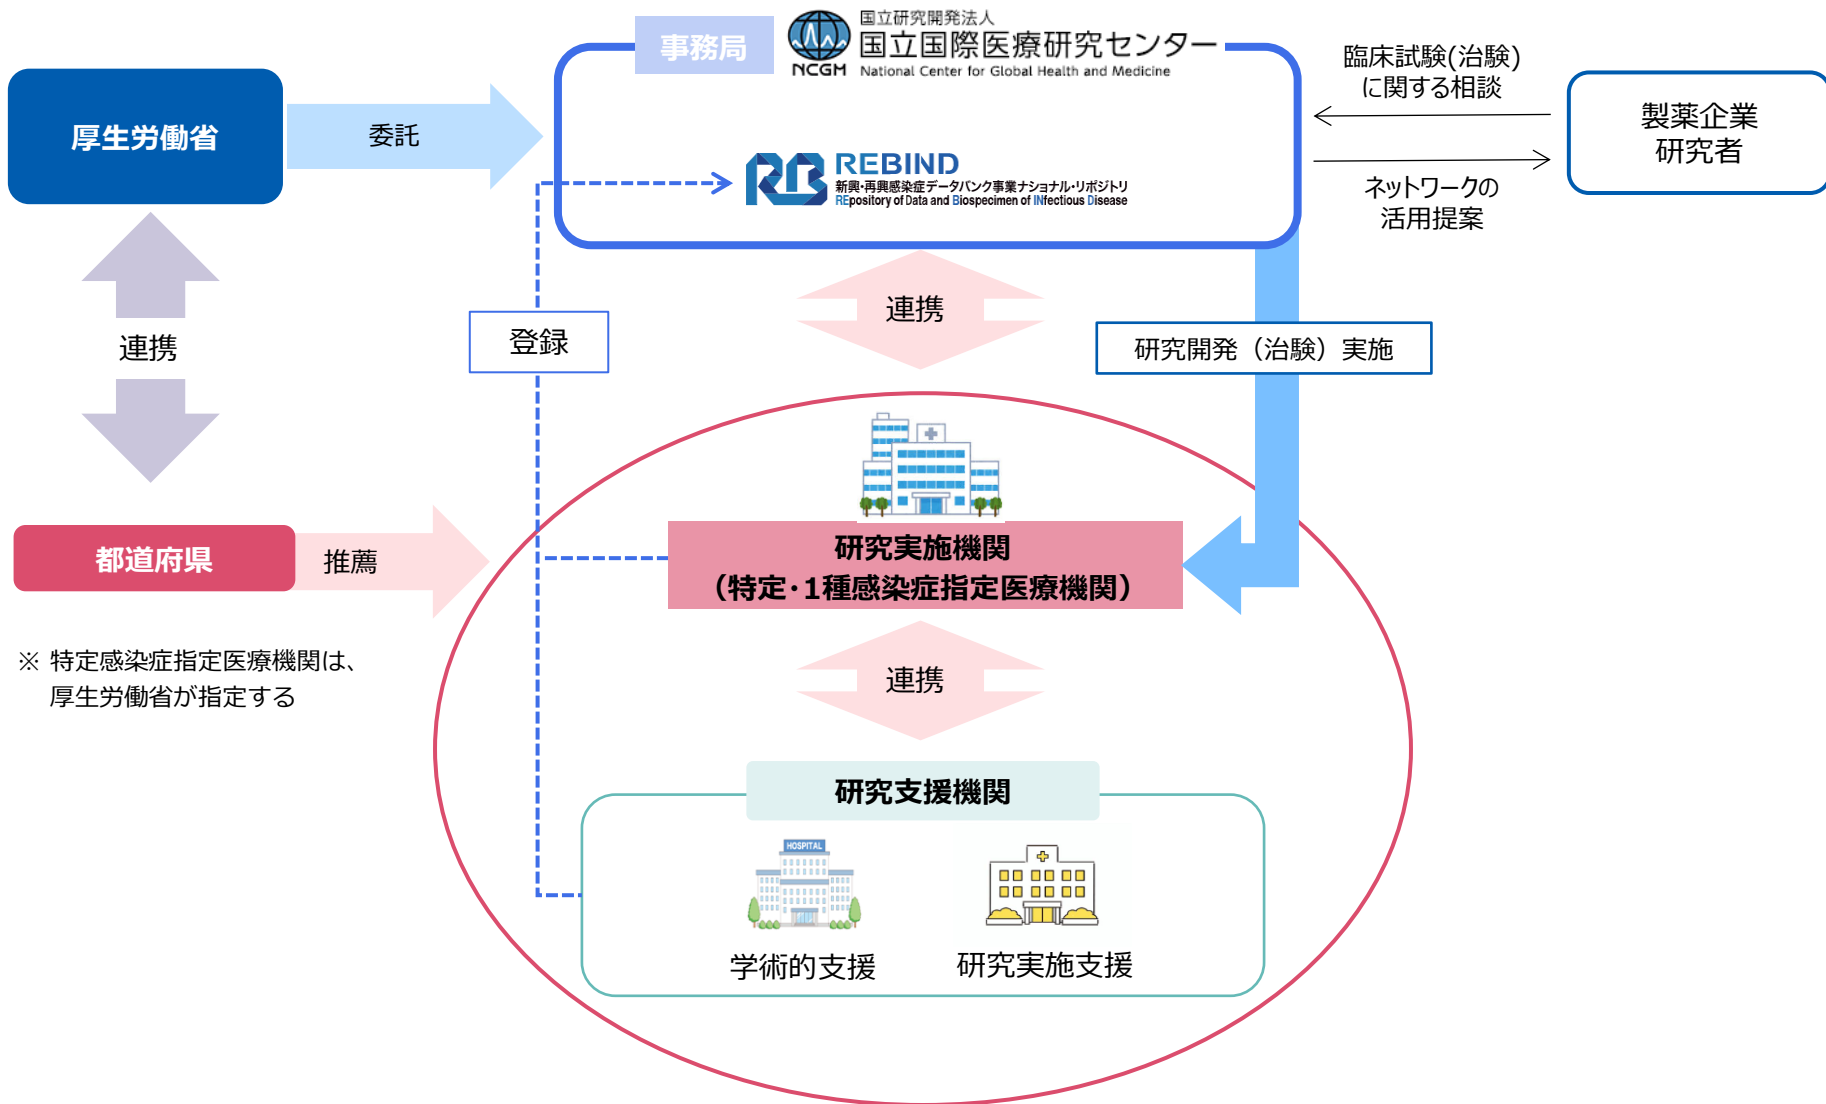 事務局
国立研究開発法人
国立国際医療研究センター
NCGM
National Center for Global Health and Medicine
厚生労働省
委託
REBIND
新興・再興感染症データバンク事業ナショナル・リポジトリ
REpository of Data and Biospecimen of INfectious Disease
臨床試験(治験)
に関する相談
製薬企業
研究者
ネットワークの
活用提案
連携
登録
連携
研究開発（治験）実施
都道府県
推薦
研究実施機関
（特定・1種感染症指定医療機関）
※ 特定感染症指定医療機関は、
厚生労働省が指定する
連携
研究支援機関
HOSPITAL
学術的支援
研究実施支援